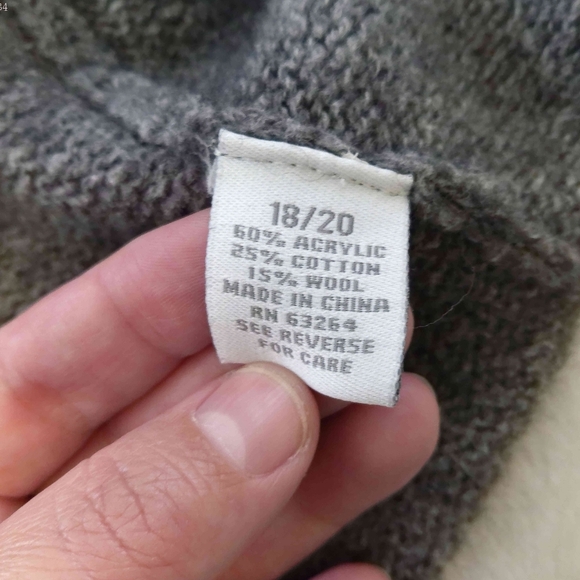 18/20
60% ACRYLIC
25% COTTON
15% WOOL
MADE IN CHINA
RN 63264
SEE REVERSE
FOR CARE